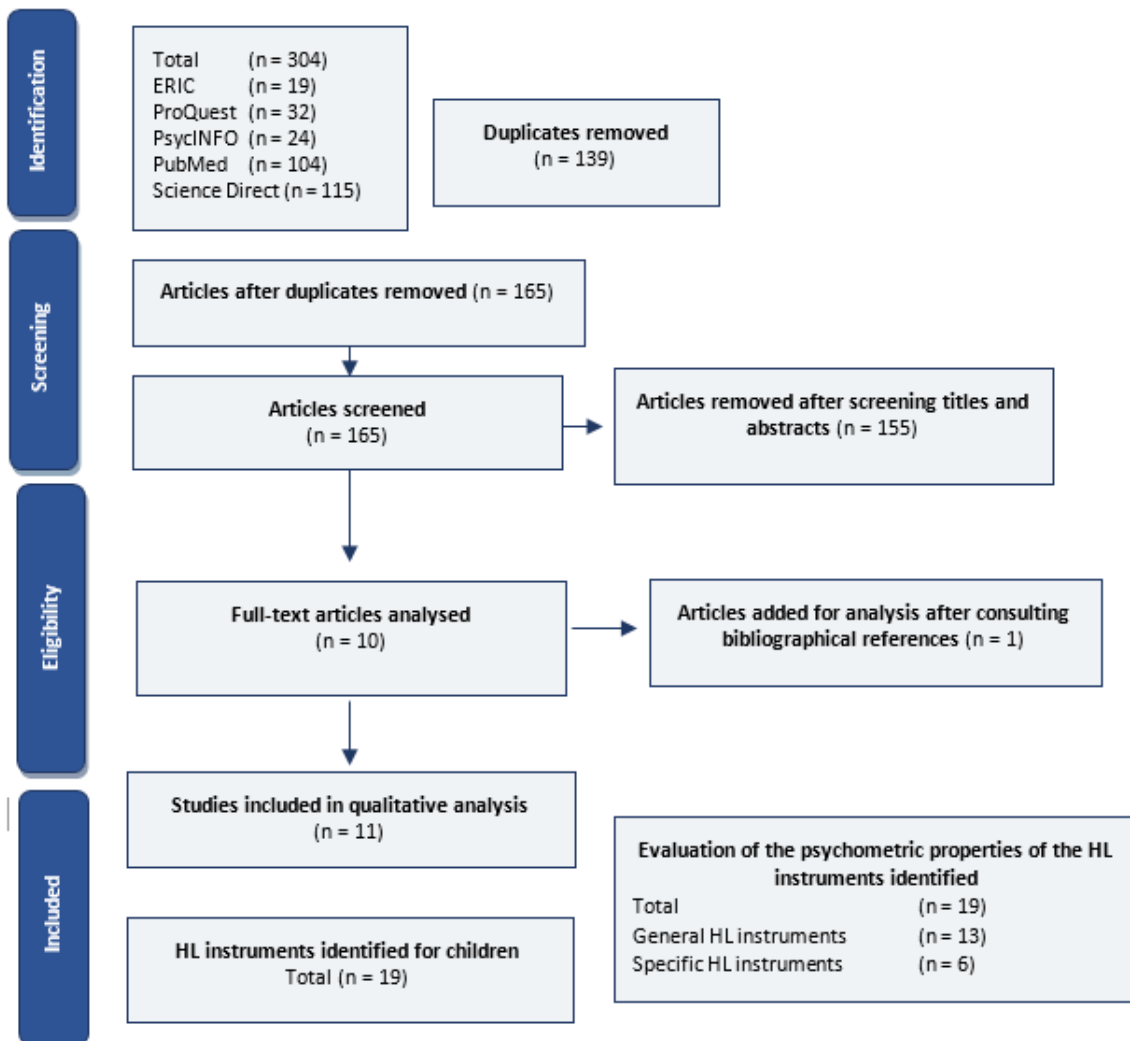 Identification
Total (n = 304)
ERIC (n = 19)
ProQuest (n = 32)
PsycINFO (n = 24)
PubMed (n = 104)
Science Direct (n = 115)
Duplicates removed
(n = 139)
Screening
Articles after duplicates removed (n = 165)
Articles screened
(n = 165)
Articles removed after screening titles and
abstracts (n = 155)
Eligibility
Full-text articles analysed
(n = 10)
Articles added for analysis after consulting
bibliographical references (n = 1)
Included
Studies included in qualitative analysis
(n = 11)
HL instruments identified for children
Total (n = 19)
Evaluation of the psychometric properties of the HL
instruments identified
Total (n = 19)
General HL instruments (n = 13)
Specific HL instruments (n = 6)